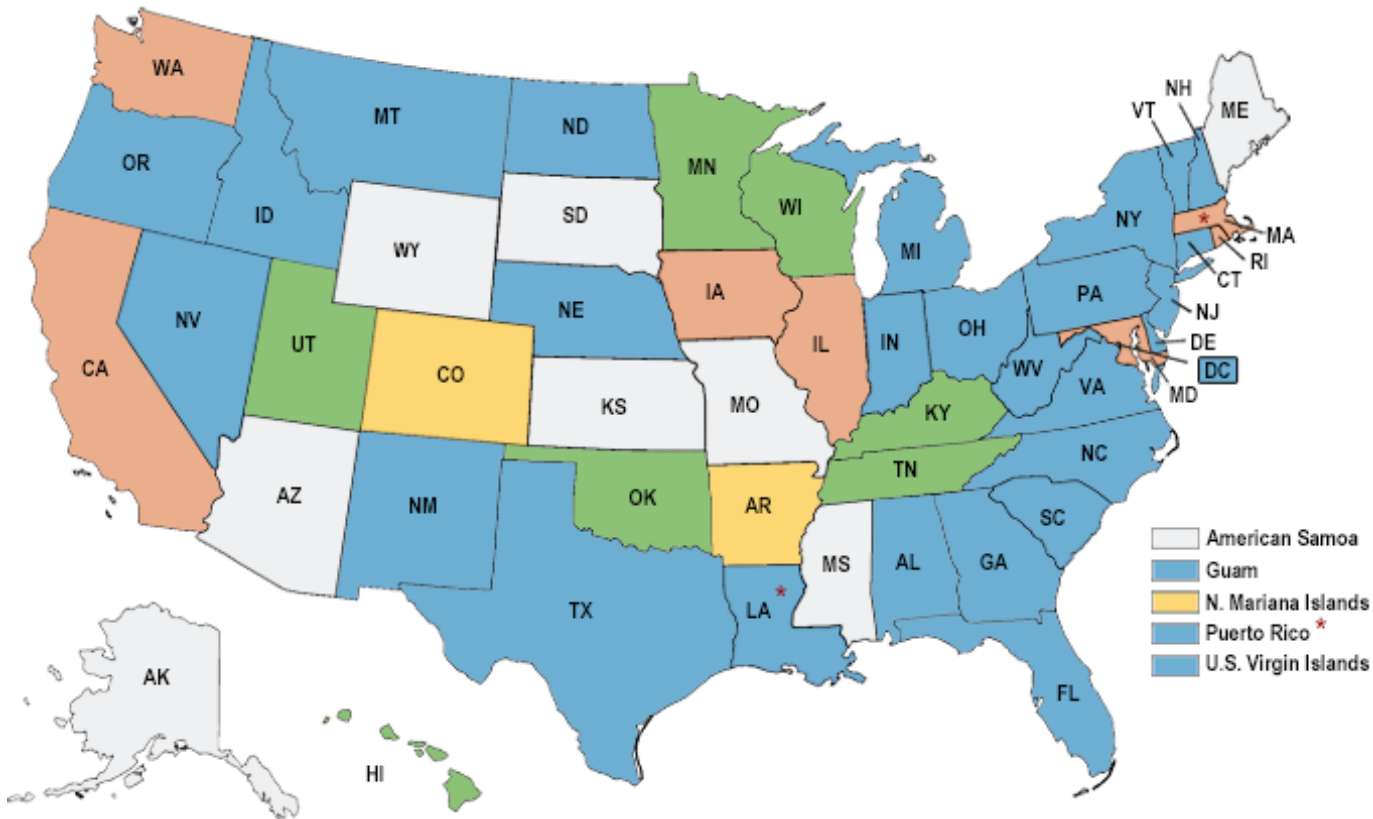 WA
MT
ND
MN
OR
ID
SD
WI
WY
MI
NH
VT
ME
NY
MA
*
RI
CT
NV
UT
NE
IA
IL
IN
OH
PA
NJ
DE
DC
MD
CA
CO
KS
MO
KY
WV
VA
AZ
NM
OK
AR
TN
NC
SC
TX
LA *
MS
AL
GA
FL
AK
HI
American Samoa
Guam
N. Mariana Islands
Puerto Rico *
U.S. Virgin Islands